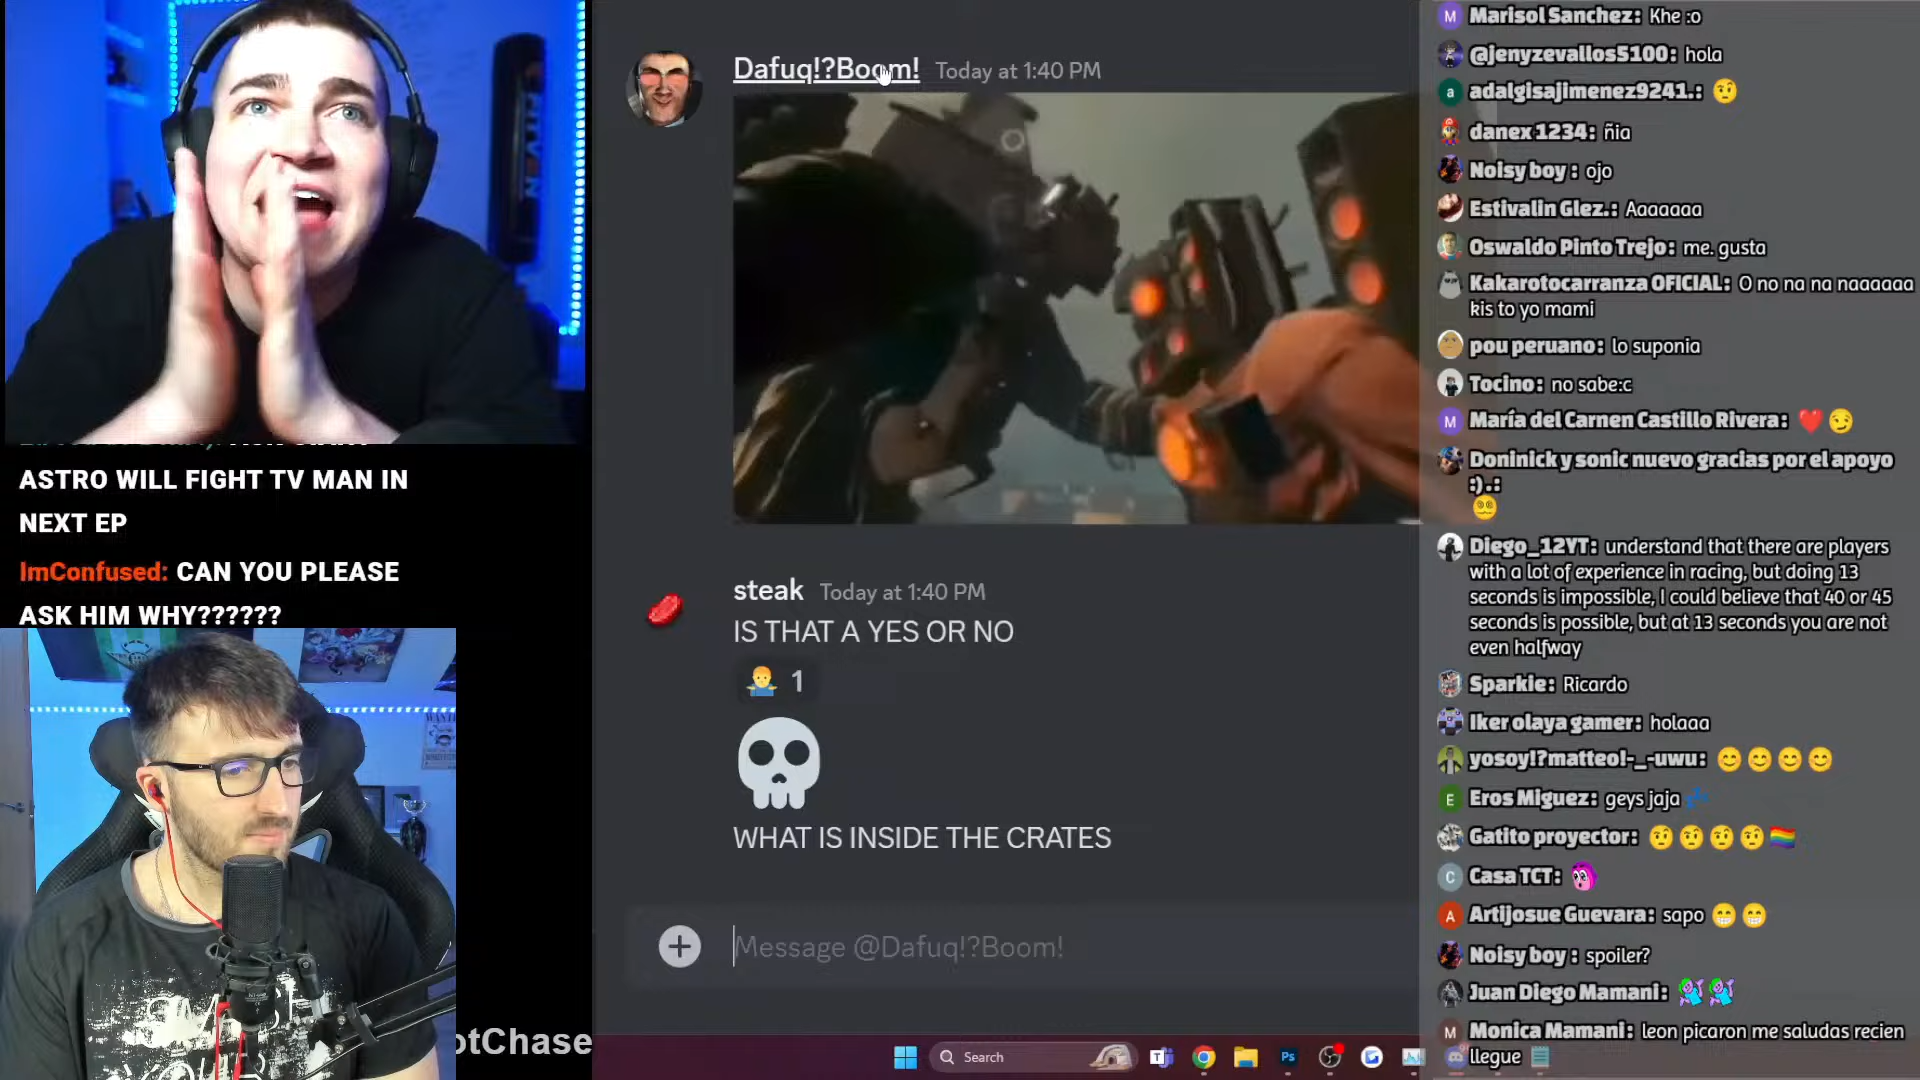 Dafuq!?Boom! Today at 1:40 PM
steak Today at 1:40 PM
IS THAT A YES OR NO
1
WHAT IS INSIDE THE CRATES
Message @Dafuq!?Boom!
Search
ASTRO WILL FIGHT TV MAN IN
NEXT EP
ImConfused: CAN YOU PLEASE
ASK HIM WHY??????
otChase
Marisol Sanchez: Khe :o
@jenyzevallos5100: hola
adalgisajimenez9241.: 🤨
danex 1234: ñia
Noisy boy : ojo
Estivalin Glez.: Aaaaaaa
Oswaldo Pinto Trejo: me. gusta
Kakarotocarranza OFICIAL: O no na na naaaaaa
kis to yo mami
pou peruano: lo suponia
Tocino: no sabe:c
María del Carmen Castillo Rivera: ❤️😏
Doninick y sonic nuevo gracias por el apoyo
:).:
😵‍💫
Diego_12YT: understand that there are players
with a lot of experience in racing, but doing 13
seconds is impossible, I could believe that 40 or 45
seconds is possible, but at 13 seconds you are not
even halfway
Sparkie: Ricardo
Iker olaya gamer: holaaa
yosoy!?matteo!-_-uwu: 😊😊😊😊
Eros Miguez: geys jaja 💤
Gatito proyector: 🤨🤨🤨🤨🏳️‍🌈
Casa TCT:
Artijosue Guevara: sapo 😁😁
Noisy boy : spoiler?
Juan Diego Mamani:
Monica Mamani: leon picaron me saludas recien
llegue